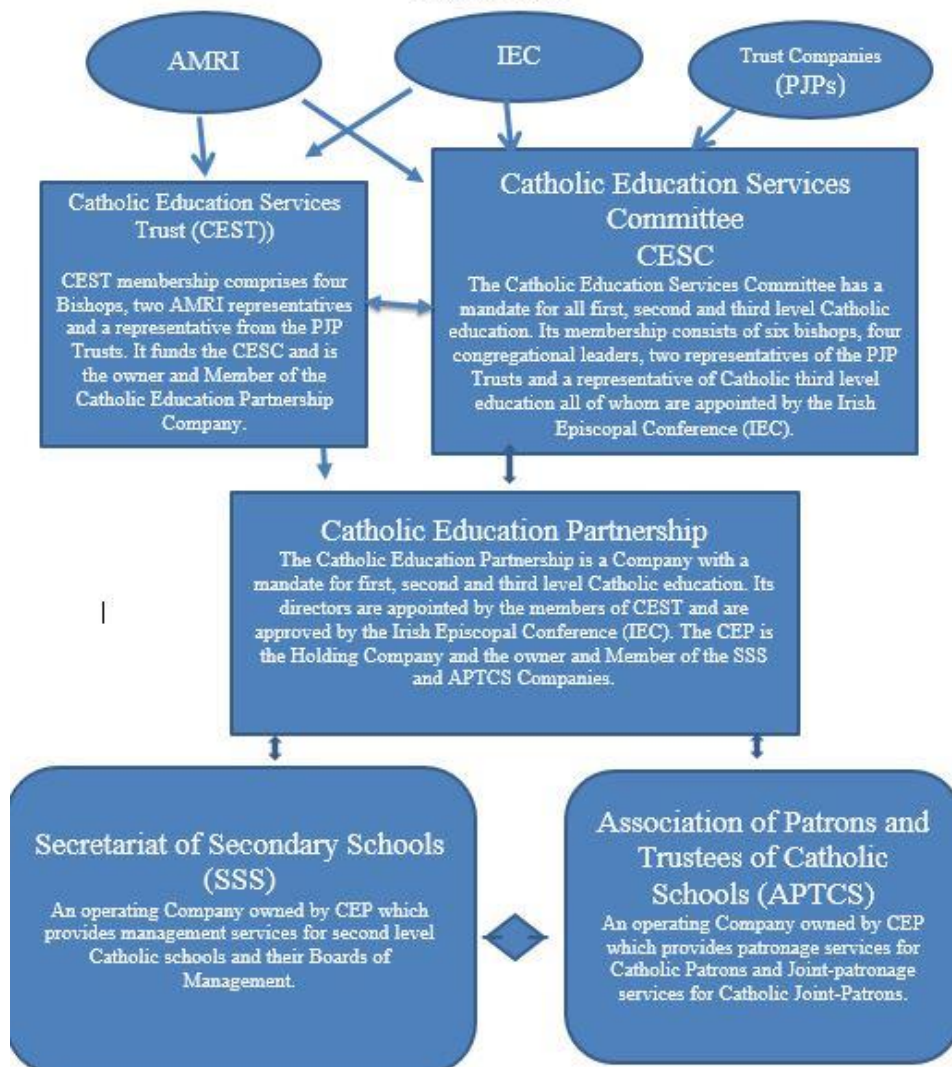 AMRI
IEC
Trust Companies
(PJPs)
Catholic Education Services
Trust (CEST))
CEST membership comprises four
Bishops, two AMRI representatives
and a representative from the PJP
Trusts. It funds the CESC and is
the owner and Member of the
Catholic Education Partnership
Company.
Catholic Education Services
Committee
CESC
The Catholic Education Services Committee has a
mandate for all first, second and third level Catholic
education. Its membership consists of six bishops, four
congregational leaders, two representatives of the PJP
Trusts and a representative of Catholic third level
education all of whom are appointed by the Irish
Episcopal Conference (IEC).
Catholic Education Partnership
The Catholic Education Partnership is a Company with a
mandate for first, second and third level Catholic education. Its
directors are appointed by the members of CEST and are
approved by the Irish Episcopal Conference (IEC). The CEP is
the Holding Company and the owner and Member of the SSS
and APTCS Companies.
Secretariat of Secondary Schools
(SSS)
An operating Company owned by CEP which
provides management services for second level
Catholic schools and their Boards of
Management.
Association of Patrons and
Trustees of Catholic
Schools (APTCS)
An operating Company owned by CEP
which provides patronage services for
Catholic Patrons and Joint-patronage
services for Catholic Joint-Patrons.